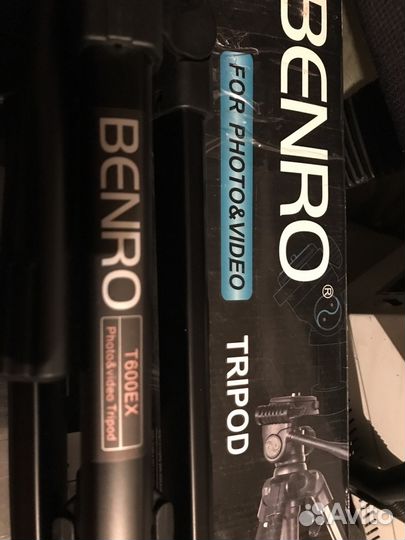 BENRO
T600EX
Photo&video Tripod
BENRO®
FOR PHOTO&VIDEO
TRIPOD
Avito